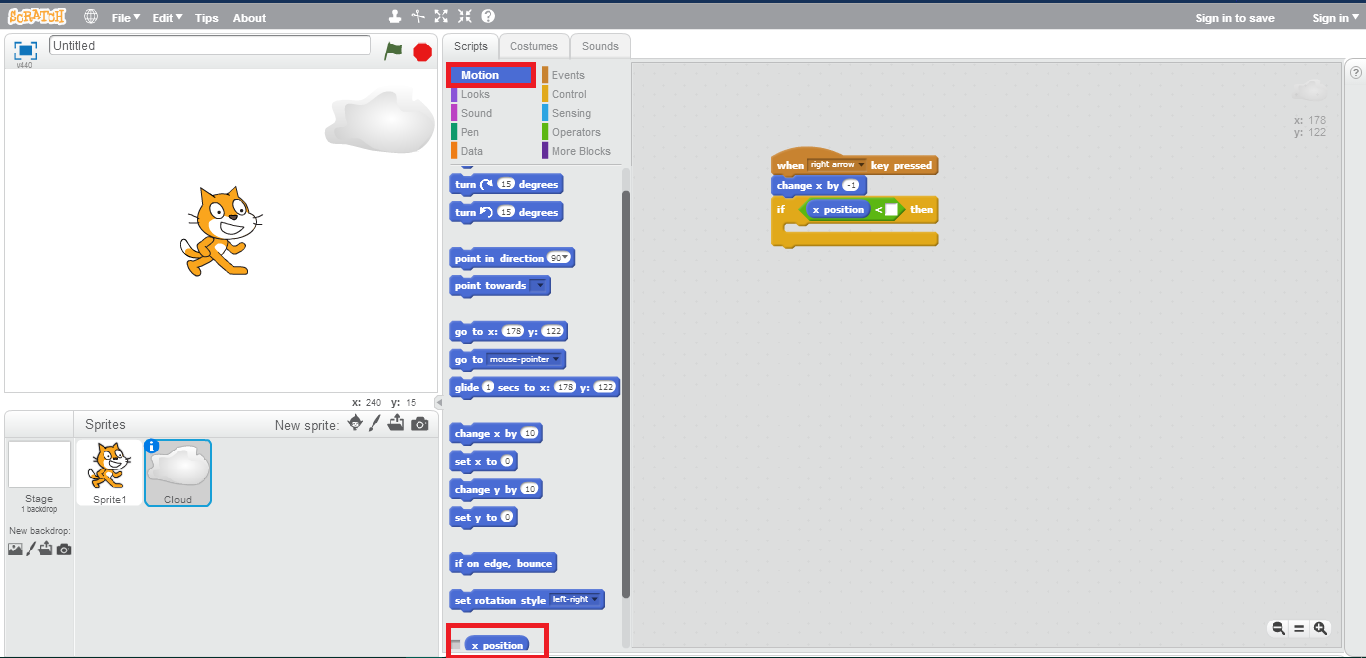 SCRATCH File Edit Tips About Sign in to save Sign in
v440 Untitled
Scripts Costumes Sounds
Motion Events
Looks Control
Sound Sensing
Pen Operators
Data More Blocks
turn 15 degrees
turn 15 degrees
point in direction 90
point towards
go to x: 178 y: 122
go to mouse-pointer
glide 1 secs to x: 178 y: 122
change x by 10
set x to 0
change y by 10
set y to 0
if on edge, bounce
set rotation style left-right
x position
when right arrow key pressed
change x by -1
if x position < then
x: 178
y: 122
x: 240 y: 15
Sprites New sprite:
Stage
1 backdrop
New backdrop:
Sprite1
Cloud